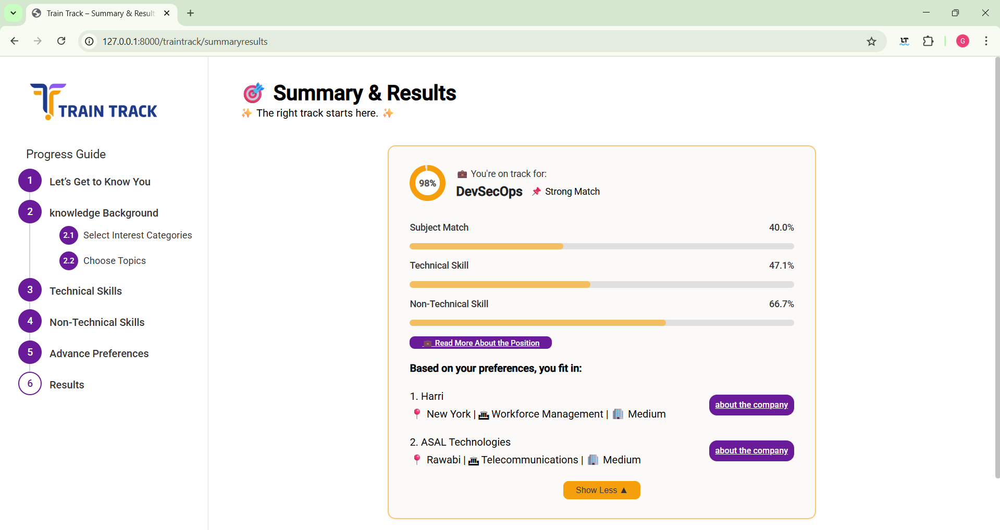 Train Track – Summary & Result
127.0.0.1:8000/traintrack/summaryresults
LT
G
TRAIN TRACK
Progress Guide
1 Let’s Get to Know You
2 knowledge Background
2.1 Select Interest Categories
2.2 Choose Topics
3 Technical Skills
4 Non-Technical Skills
5 Advance Preferences
6 Results
🎯 Summary & Results
✨ The right track starts here. ✨
98%
💼 You're on track for:
DevSecOps 📌 Strong Match
Subject Match 40.0%
Technical Skill 47.1%
Non-Technical Skill 66.7%
💼 Read More About the Position
Based on your preferences, you fit in:
1. Harri
📍 New York | 🏛 Workforce Management | 🏢 Medium
about the company
2. ASAL Technologies
📍 Rawabi | 🏛 Telecommunications | 🏢 Medium
about the company
Show Less ▲